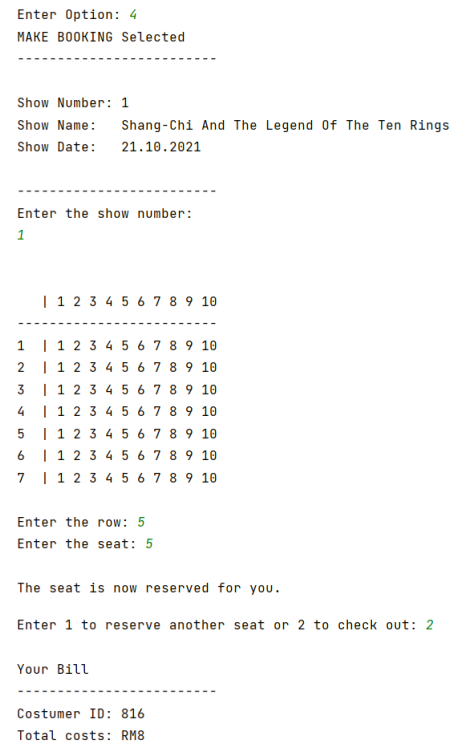 Enter Option: 4
MAKE BOOKING Selected
-------------------------
Show Number: 1
Show Name:   Shang-Chi And The Legend Of The Ten Rings
Show Date:   21.10.2021
-------------------------
Enter the show number:
1
   | 1 2 3 4 5 6 7 8 9 10
-------------------------
1  | 1 2 3 4 5 6 7 8 9 10
2  | 1 2 3 4 5 6 7 8 9 10
3  | 1 2 3 4 5 6 7 8 9 10
4  | 1 2 3 4 5 6 7 8 9 10
5  | 1 2 3 4 5 6 7 8 9 10
6  | 1 2 3 4 5 6 7 8 9 10
7  | 1 2 3 4 5 6 7 8 9 10
Enter the row: 5
Enter the seat: 5
The seat is now reserved for you.
Enter 1 to reserve another seat or 2 to check out: 2
Your Bill
-------------------------
Costumer ID: 816
Total costs: RM8